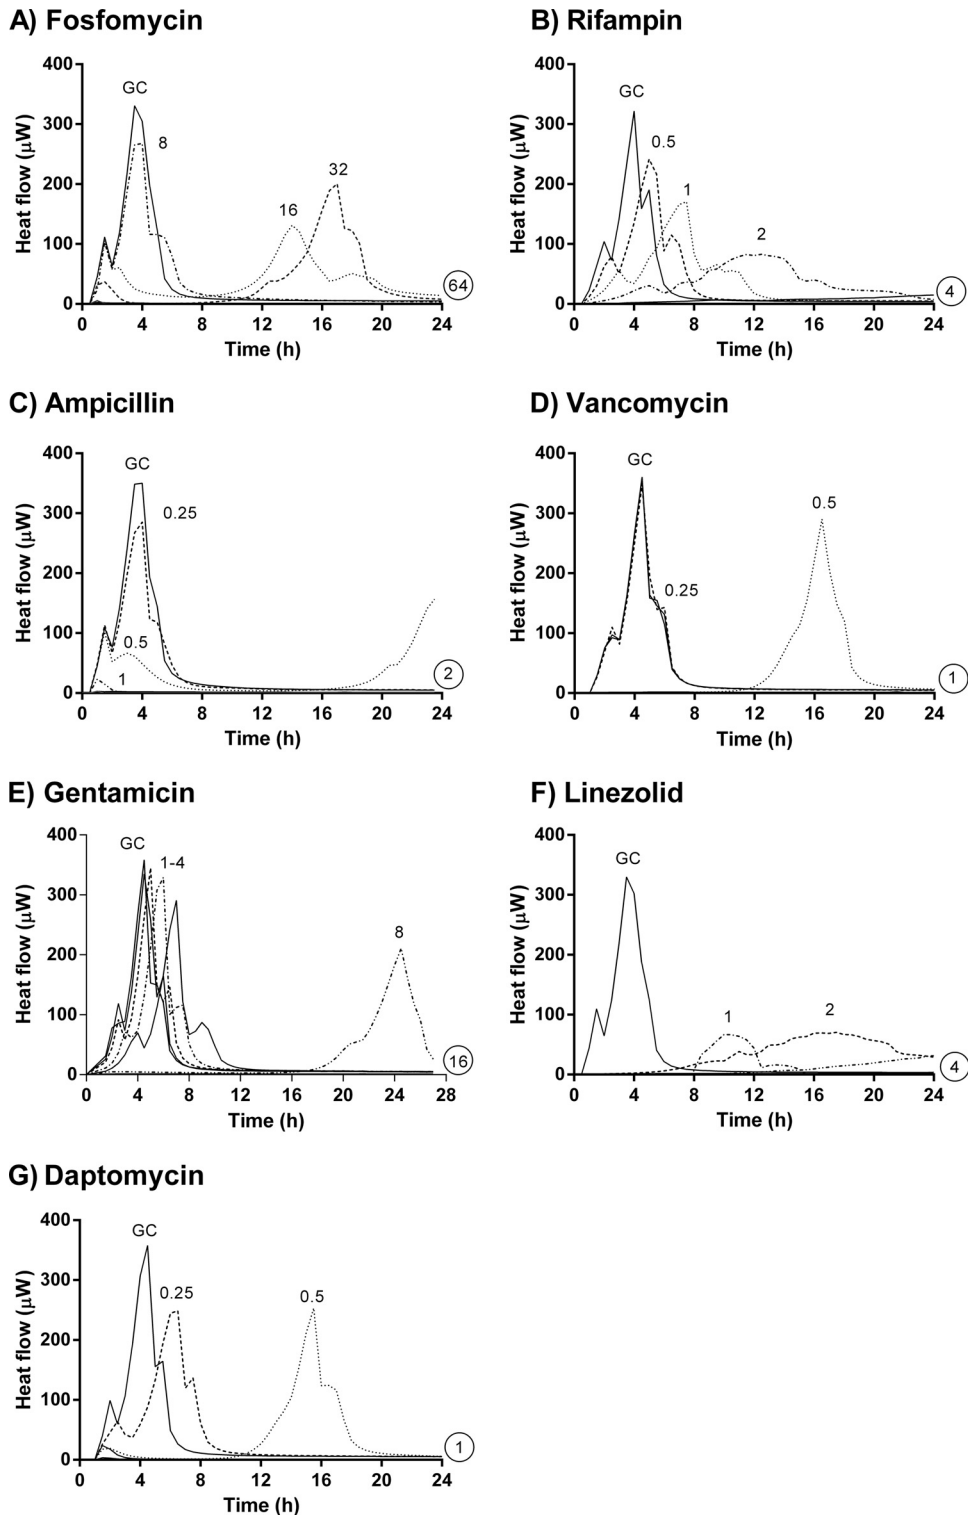 A) Fosfomycin
400
300
200
100
0
Heat flow (µW)
GC
8
16
32
64
0 4 8 12 16 20 24
Time (h)
B) Rifampin
400
300
200
100
0
Heat flow (µW)
GC
0.5
1
2
4
0 4 8 12 16 20 24
Time (h)
C) Ampicillin
400
300
200
100
0
Heat flow (µW)
GC
0.25
0.5
1
2
0 4 8 12 16 20 24
Time (h)
D) Vancomycin
400
300
200
100
0
Heat flow (µW)
GC
0.25
0.5
1
0 4 8 12 16 20 24
Time (h)
E) Gentamicin
400
300
200
100
0
Heat flow (µW)
GC
1-4
8
16
0 4 8 12 16 20 24 28
Time (h)
F) Linezolid
400
300
200
100
0
Heat flow (µW)
GC
1
2
4
0 4 8 12 16 20 24
Time (h)
G) Daptomycin
400
300
200
100
0
Heat flow (µW)
GC
0.25
0.5
1
0 4 8 12 16 20 24
Time (h)